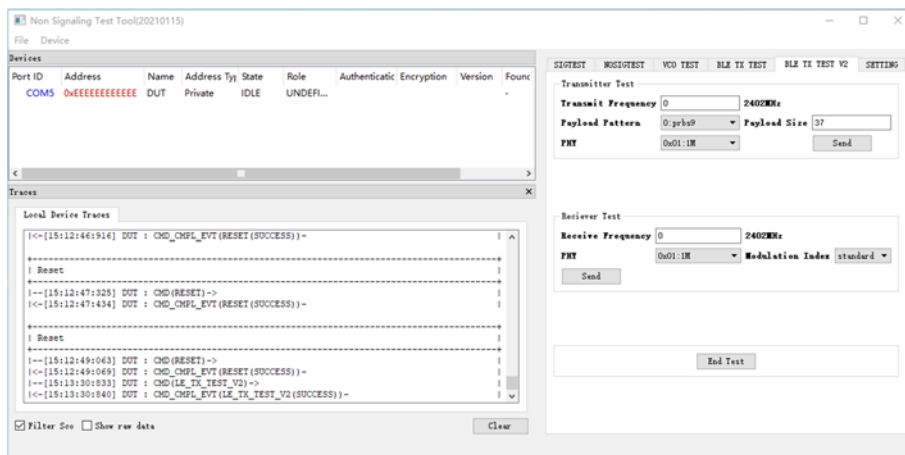 Non Signaling Test Tool(20210115)
File Device
Devices
Port ID Address Name Address Typ State Role Authenticatic Encryption Version Found
COM5 0xEEEEEEEEEEEE DUT Private IDLE UNDEFI... -
Traces
Local Device Traces
|<-[15:12:46:916] DUT : CMD_CMPL_EVT(RESET(SUCCESS))- |
| Reset |
|--[15:12:47:325] DUT : CMD(RESET)->
|<-[15:12:47:434] DUT : CMD_CMPL_EVT(RESET(SUCCESS))-
| Reset |
|--[15:12:49:063] DUT : CMD(RESET)->
|<-[15:12:49:069] DUT : CMD_CMPL_EVT(RESET(SUCCESS))-
|--[15:13:30:833] DUT : CMD(LE_TX_TEST_V2)->
|<-[15:13:30:840] DUT : CMD_CMPL_EVT(LE_TX_TEST_V2(SUCCESS))-
Filter Sco Show raw data Clear
SIGTEST NOSIGTEST VCO TEST BLE TX TEST BLE TX TEST V2 SETTING
Transmitter Test
Transmit Frequency 0 2402MHz
Payload Pattern 0:prbs9 Payload Size 37
PHY 0x01:1M Send
Reciever Test
Receive Frequency 0 2402MHz
PHY 0x01:1M Modulation Index standard
Send
End Test